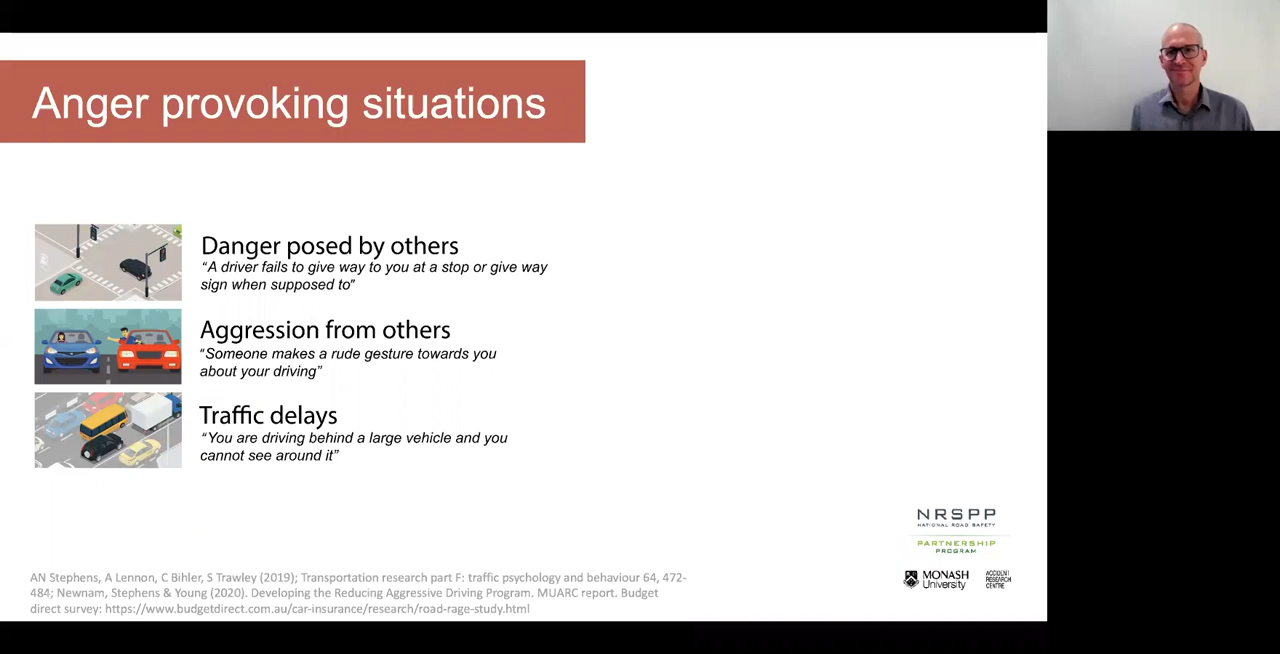 Anger provoking situations
Danger posed by others
“A driver fails to give way to you at a stop or give way
sign when supposed to”
Aggression from others
“Someone makes a rude gesture towards you
about your driving”
Traffic delays
“You are driving behind a large vehicle and you
cannot see around it”
NRSPP
NATIONAL ROAD SAFETY
PARTNERSHIP
PROGRAM
MONASH
University
ACCIDENT
RESEARCH
CENTRE
AN Stephens, A Lennon, C Bihler, S Trawley (2019); Transportation research part F: traffic psychology and behaviour 64, 472-
484; Newnam, Stephens & Young (2020). Developing the Reducing Aggressive Driving Program. MUARC report. Budget
direct survey: https://www.budgetdirect.com.au/car-insurance/research/road-rage-study.html